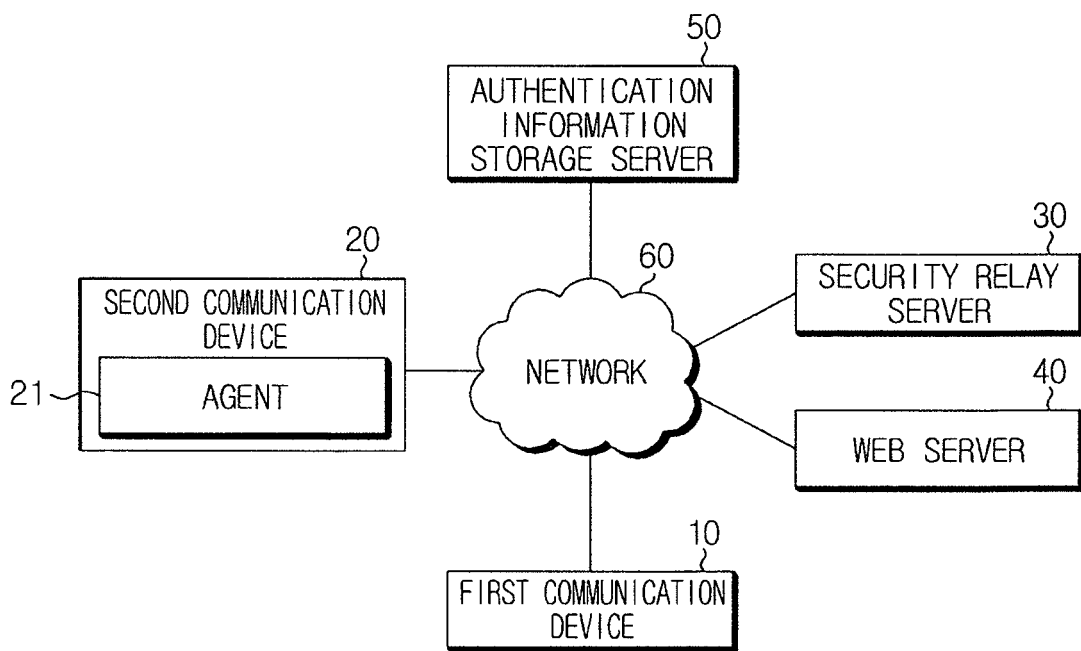 50
AUTHENTICATION
INFORMATION
STORAGE SERVER
20
SECOND COMMUNICATION
DEVICE
21
AGENT
60
NETWORK
30
SECURITY RELAY
SERVER
40
WEB SERVER
10
FIRST COMMUNICATION
DEVICE